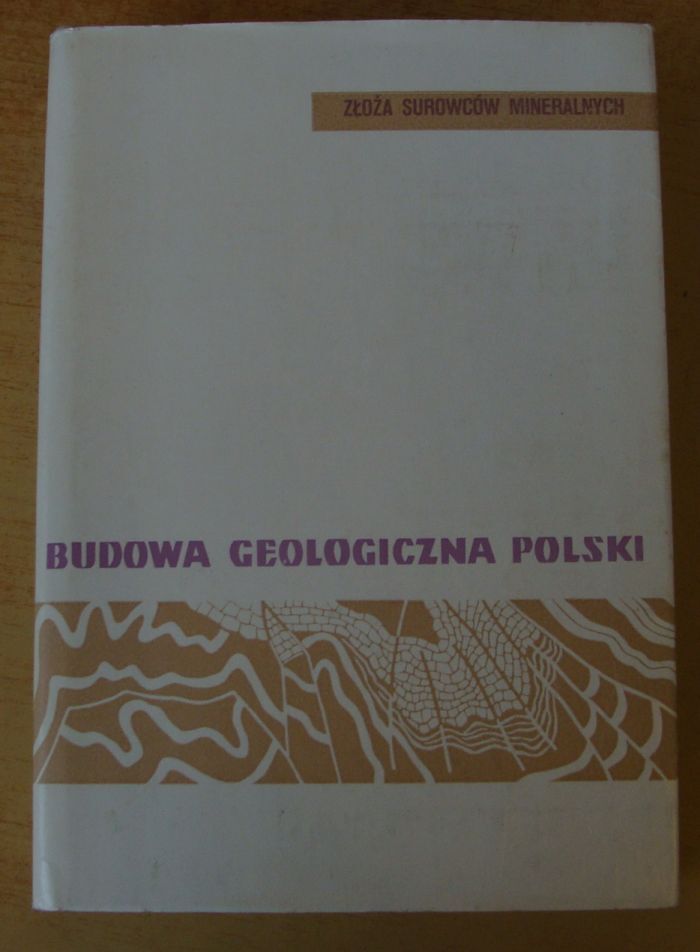 ZŁOŻA SUROWCÓW MINERALNYCH
BUDOWA GEOLOGICZNA POLSKI